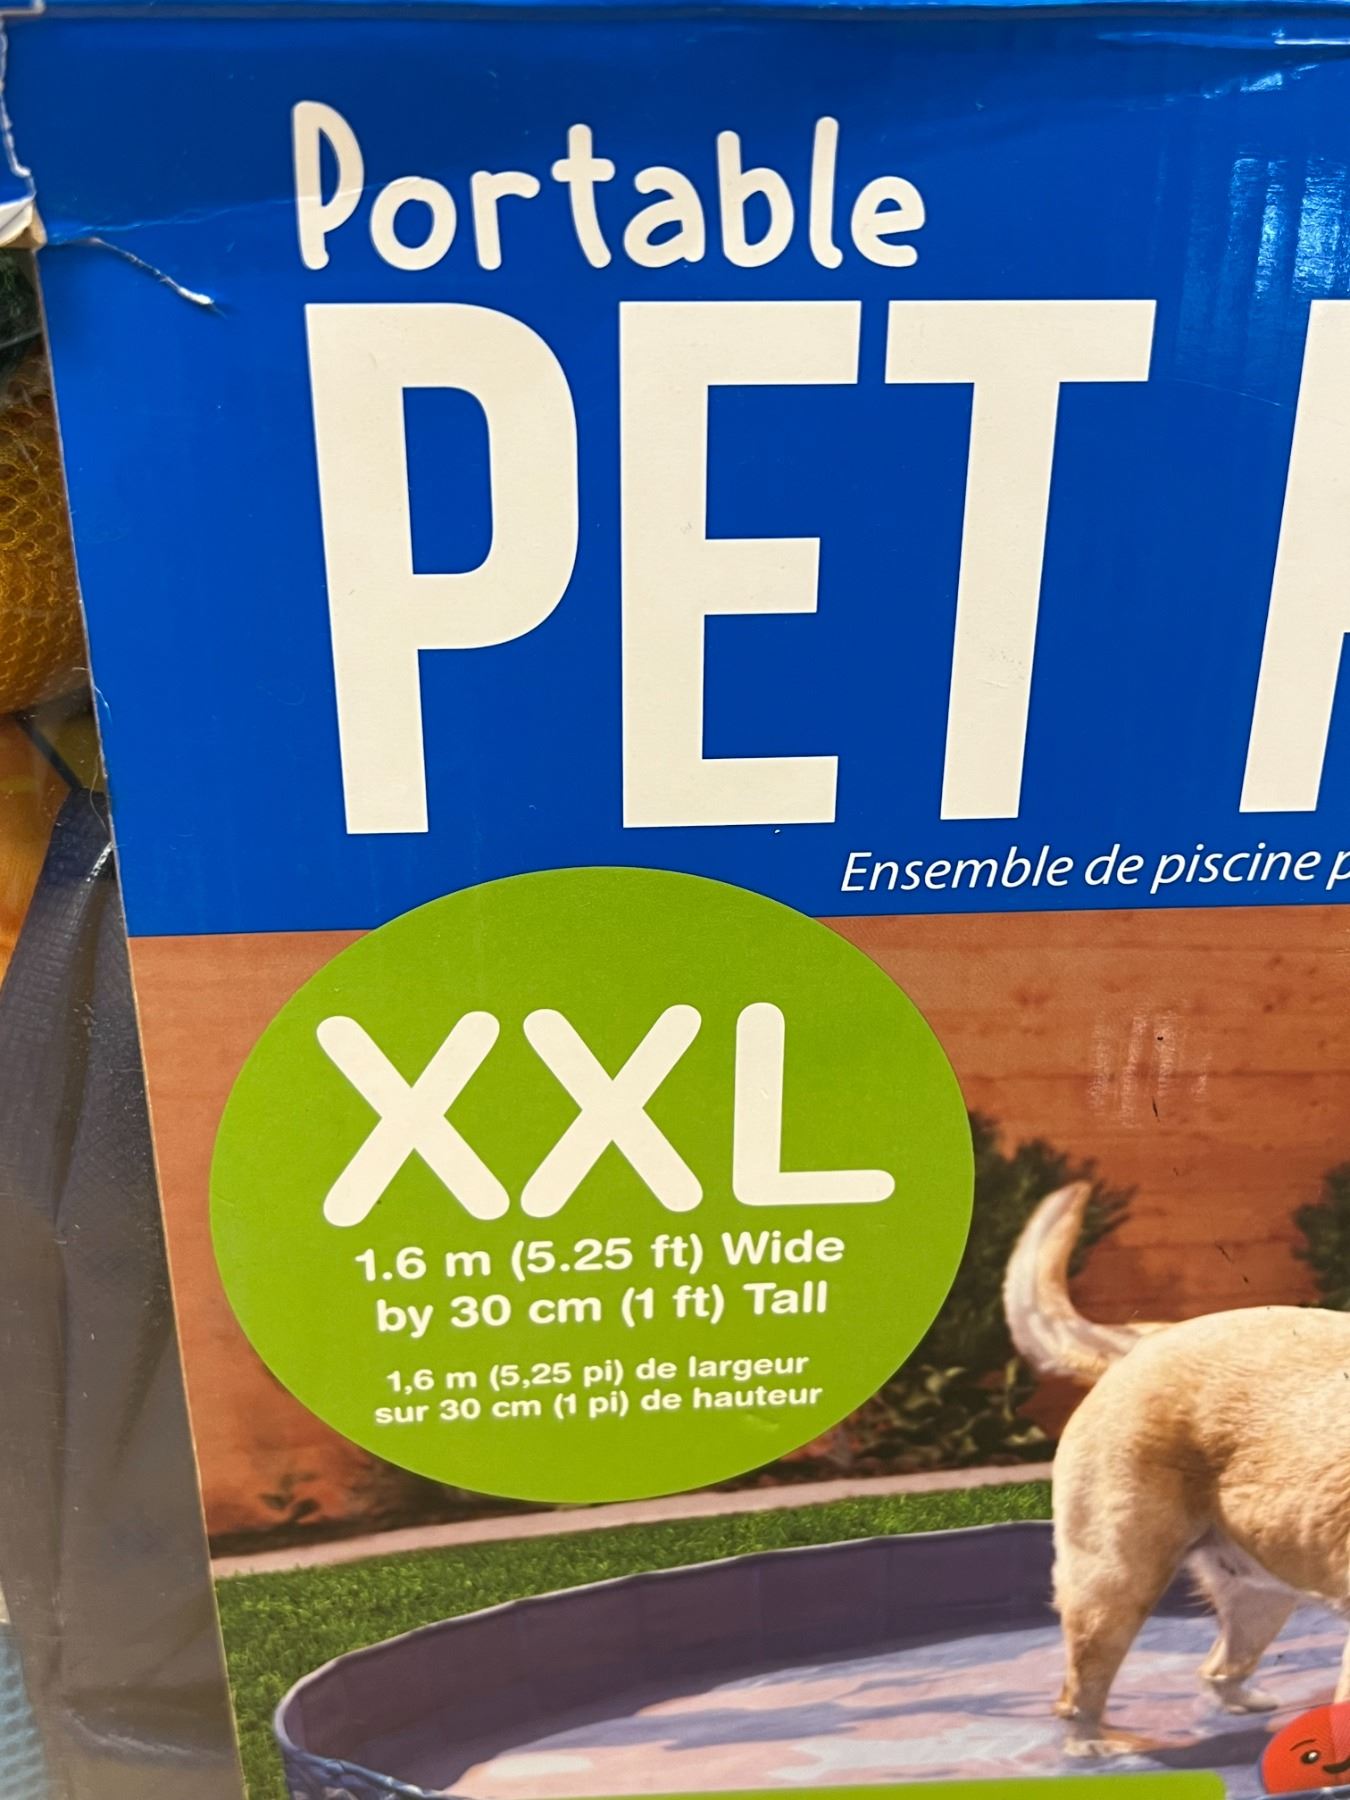 Portable
PET
Ensemble de piscine
XXL
1.6 m (5.25 ft) Wide
by 30 cm (1 ft) Tall
1,6 m (5,25 pi) de largeur
sur 30 cm (1 pi) de hauteur